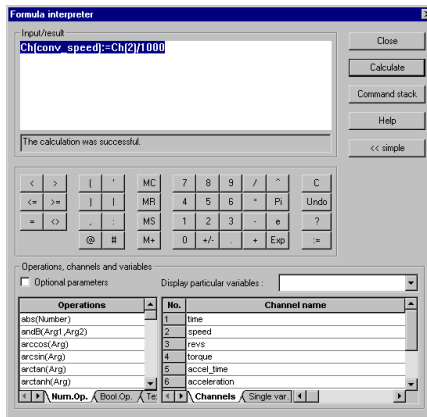 Formula interpreter
Input/result
Ch(conv_speed):=Ch(2)/1000
The calculation was successful.
Close
Calculate
Command stack
Help
<< simple
< > ( ' MC 7 8 9 / ^ C
<= >= ) | MR 4 5 6 * Pi Undo
= <> , : MS 1 2 3 - e ?
@ # M+ 0 +/- . + Exp :=
Operations, channels and variables
Optional parameters
Display particular variables :
Operations
abs(Number)
andB(Arg1,Arg2)
arccos(Arg)
arcsin(Arg)
arctan(Arg)
arctanh(Arg)
Num.Op. Bool.Op. Te
No. Channel name
1 time
2 speed
3 revs
4 torque
5 accel_time
6 acceleration
Channels Single var.